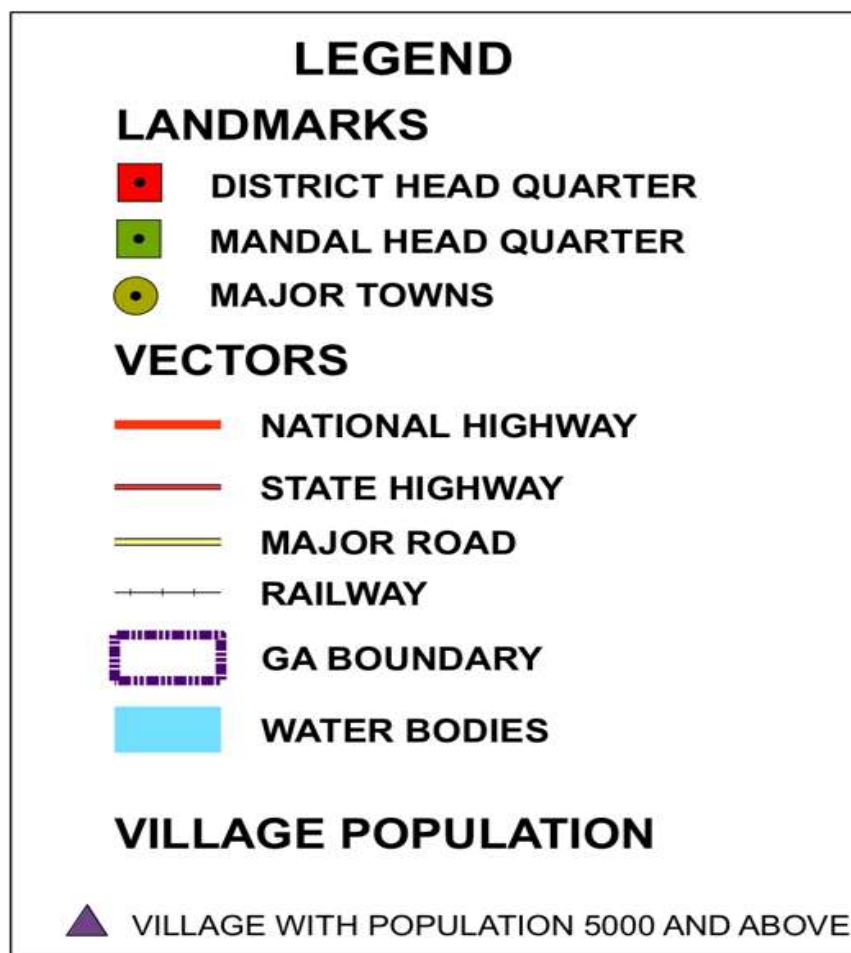 LEGEND
LANDMARKS
DISTRICT HEAD QUARTER
MANDAL HEAD QUARTER
MAJOR TOWNS
VECTORS
NATIONAL HIGHWAY
STATE HIGHWAY
MAJOR ROAD
RAILWAY
GA BOUNDARY
WATER BODIES
VILLAGE POPULATION
VILLAGE WITH POPULATION 5000 AND ABOVE